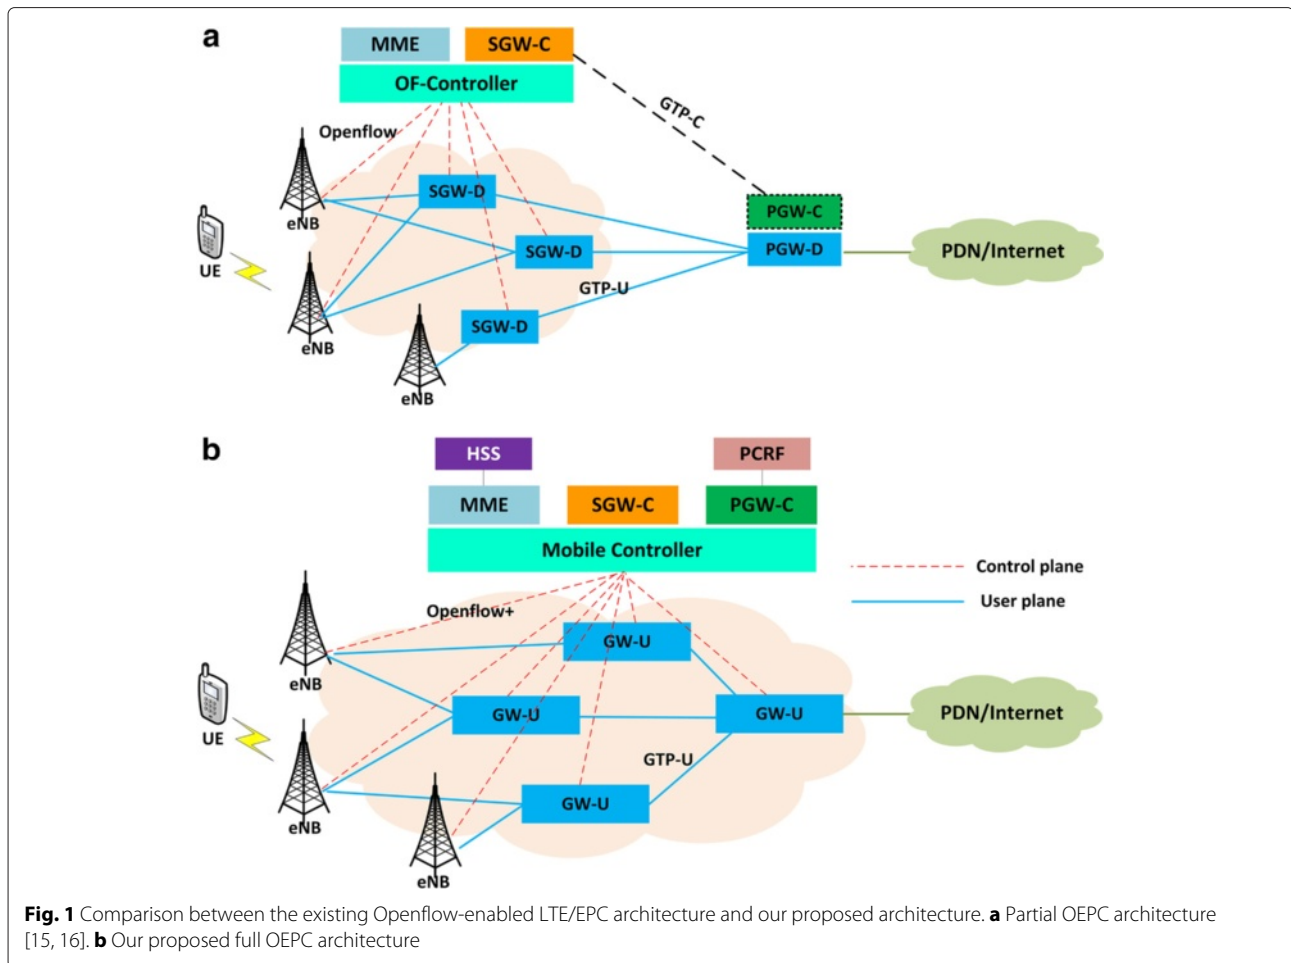 a
MME
SGW-C
OF-Controller
GTP-C
Openflow
SGW-D
eNB
PGW-C
UE
SGW-D
PGW-D
PDN/Internet
GTP-U
SGW-D
eNB
eNB
b
HSS
PCRF
MME
SGW-C
PGW-C
Mobile Controller
Control plane
User plane
Openflow+
GW-U
eNB
UE
GW-U
GW-U
PDN/Internet
GTP-U
GW-U
eNB
eNB
Fig. 1 Comparison between the existing Openflow-enabled LTE/EPC architecture and our proposed architecture. a Partial OEPC architecture
[15, 16]. b Our proposed full OEPC architecture